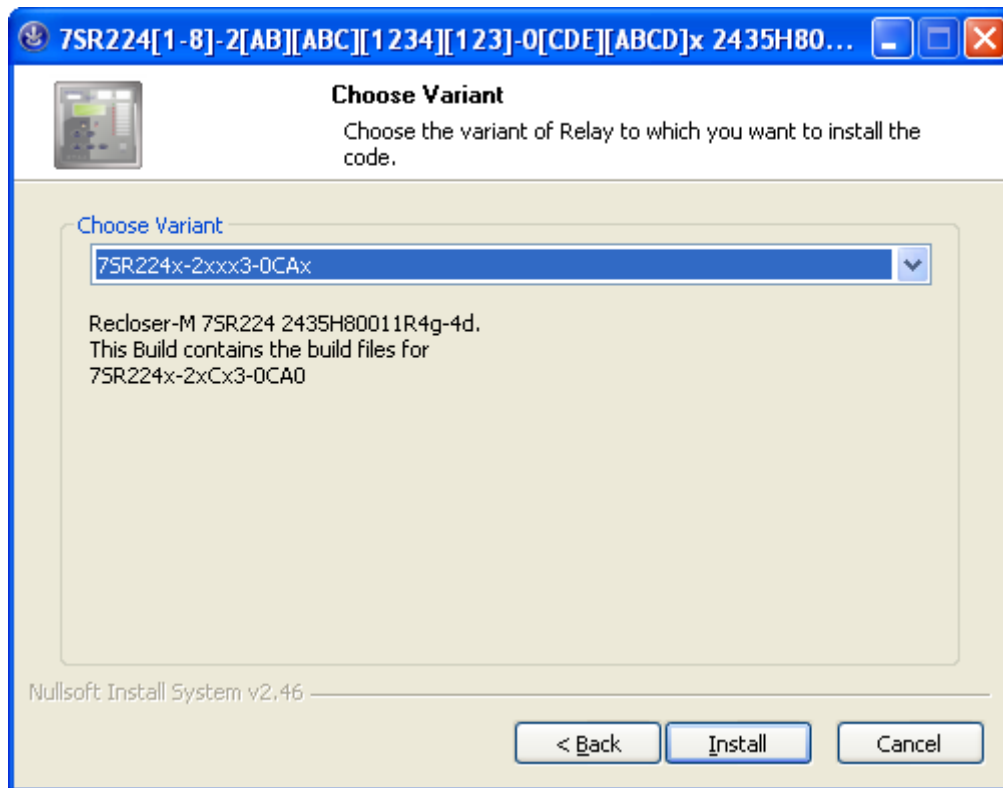 7SR224[1-8]-2[AB][ABC][1234][123]-0[CDE][ABCD]x 2435H80...
Choose Variant
Choose the variant of Relay to which you want to install the
code.
Choose Variant
7SR224x-2xxx3-0CAx
Recloser-M 7SR224 2435H80011R4g-4d.
This Build contains the build files for
7SR224x-2xCx3-0CA0
Nullsoft Install System v2.46
< Back
Install
Cancel